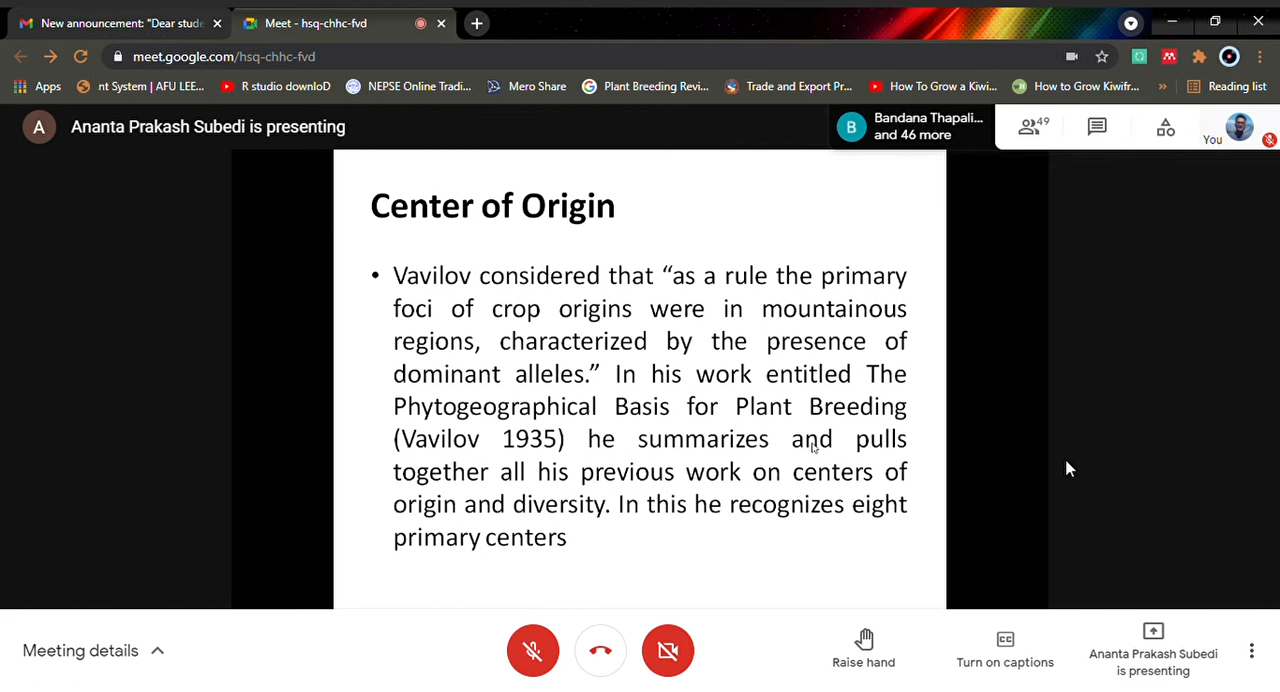 New announcement: "Dear stude
Meet - hsq-chhc-fvd
meet.google.com/hsq-chhc-fvd
Apps
nt System | AFU LEE...
R studio downloD
NEPSE Online Tradi...
Mero Share
Plant Breeding Revi...
Trade and Export Pr...
How To Grow a Kiwi...
How to Grow Kiwifr...
»
Reading list
A
Ananta Prakash Subedi is presenting
B
Bandana Thapali...
and 46 more
49
You
Center of Origin
• Vavilov considered that “as a rule the primary
foci of crop origins were in mountainous
regions, characterized by the presence of
dominant alleles.” In his work entitled The
Phytogeographical Basis for Plant Breeding
(Vavilov 1935) he summarizes and pulls
together all his previous work on centers of
origin and diversity. In this he recognizes eight
primary centers
Meeting details
Raise hand
CC
Turn on captions
Ananta Prakash Subedi
is presenting